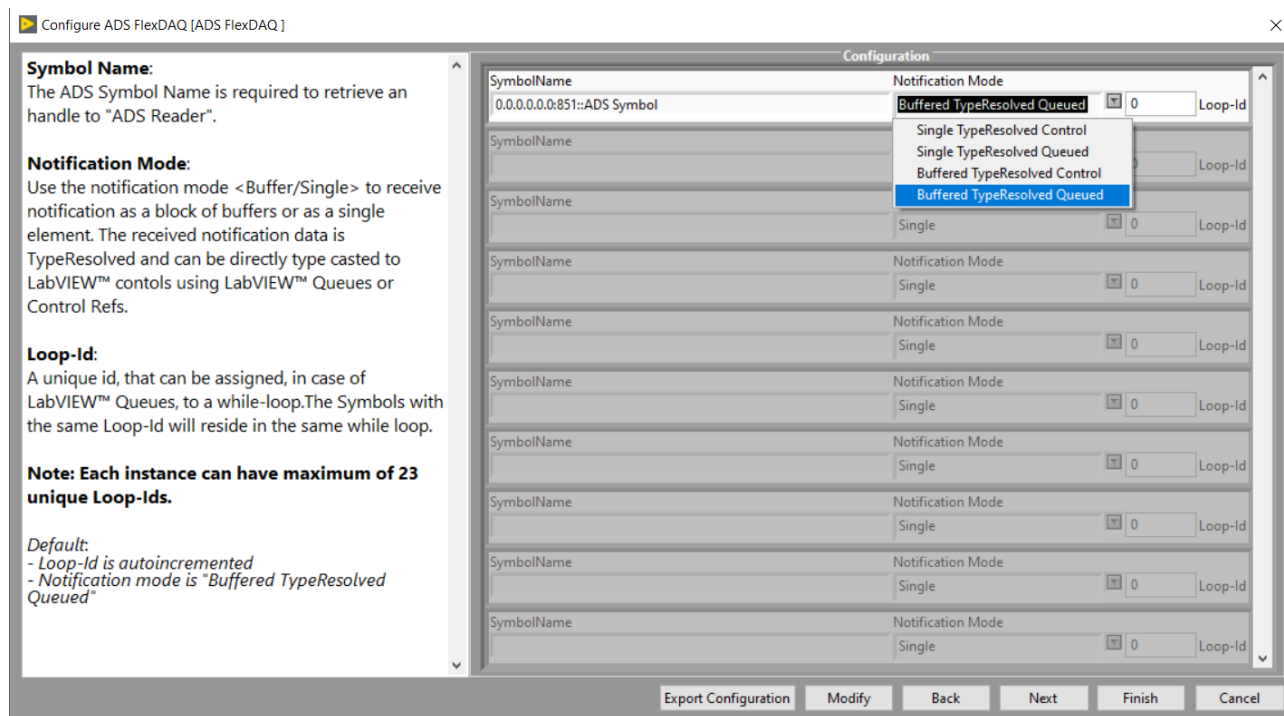 Configure ADS FlexDAQ [ADS FlexDAQ ]
Symbol Name:
The ADS Symbol Name is required to retrieve an
handle to "ADS Reader".
Notification Mode:
Use the notification mode <Buffer/Single> to receive
notification as a block of buffers or as a single
element. The received notification data is
TypeResolved and can be directly type casted to
LabVIEW™ contols using LabVIEW™ Queues or
Control Refs.
Loop-Id:
A unique id, that can be assigned, in case of
LabVIEW™ Queues, to a while-loop.The Symbols with
the same Loop-Id will reside in the same while loop.
Note: Each instance can have maximum of 23
unique Loop-Ids.
Default:
- Loop-Id is autoincremented
- Notification mode is "Buffered TypeResolved
Queued"
Configuration
SymbolName Notification Mode
0.0.0.0.0.0:851::ADS Symbol Buffered TypeResolved Queued 0 Loop-Id
Single TypeResolved Control
Single TypeResolved Queued
Buffered TypeResolved Control
Buffered TypeResolved Queued
SymbolName
Loop-Id
SymbolName
Single 0 Loop-Id
SymbolName Notification Mode
Single 0 Loop-Id
SymbolName Notification Mode
Single 0 Loop-Id
SymbolName Notification Mode
Single 0 Loop-Id
SymbolName Notification Mode
Single 0 Loop-Id
SymbolName Notification Mode
Single 0 Loop-Id
SymbolName Notification Mode
Single 0 Loop-Id
SymbolName Notification Mode
Single 0 Loop-Id
Export Configuration Modify Back Next Finish Cancel